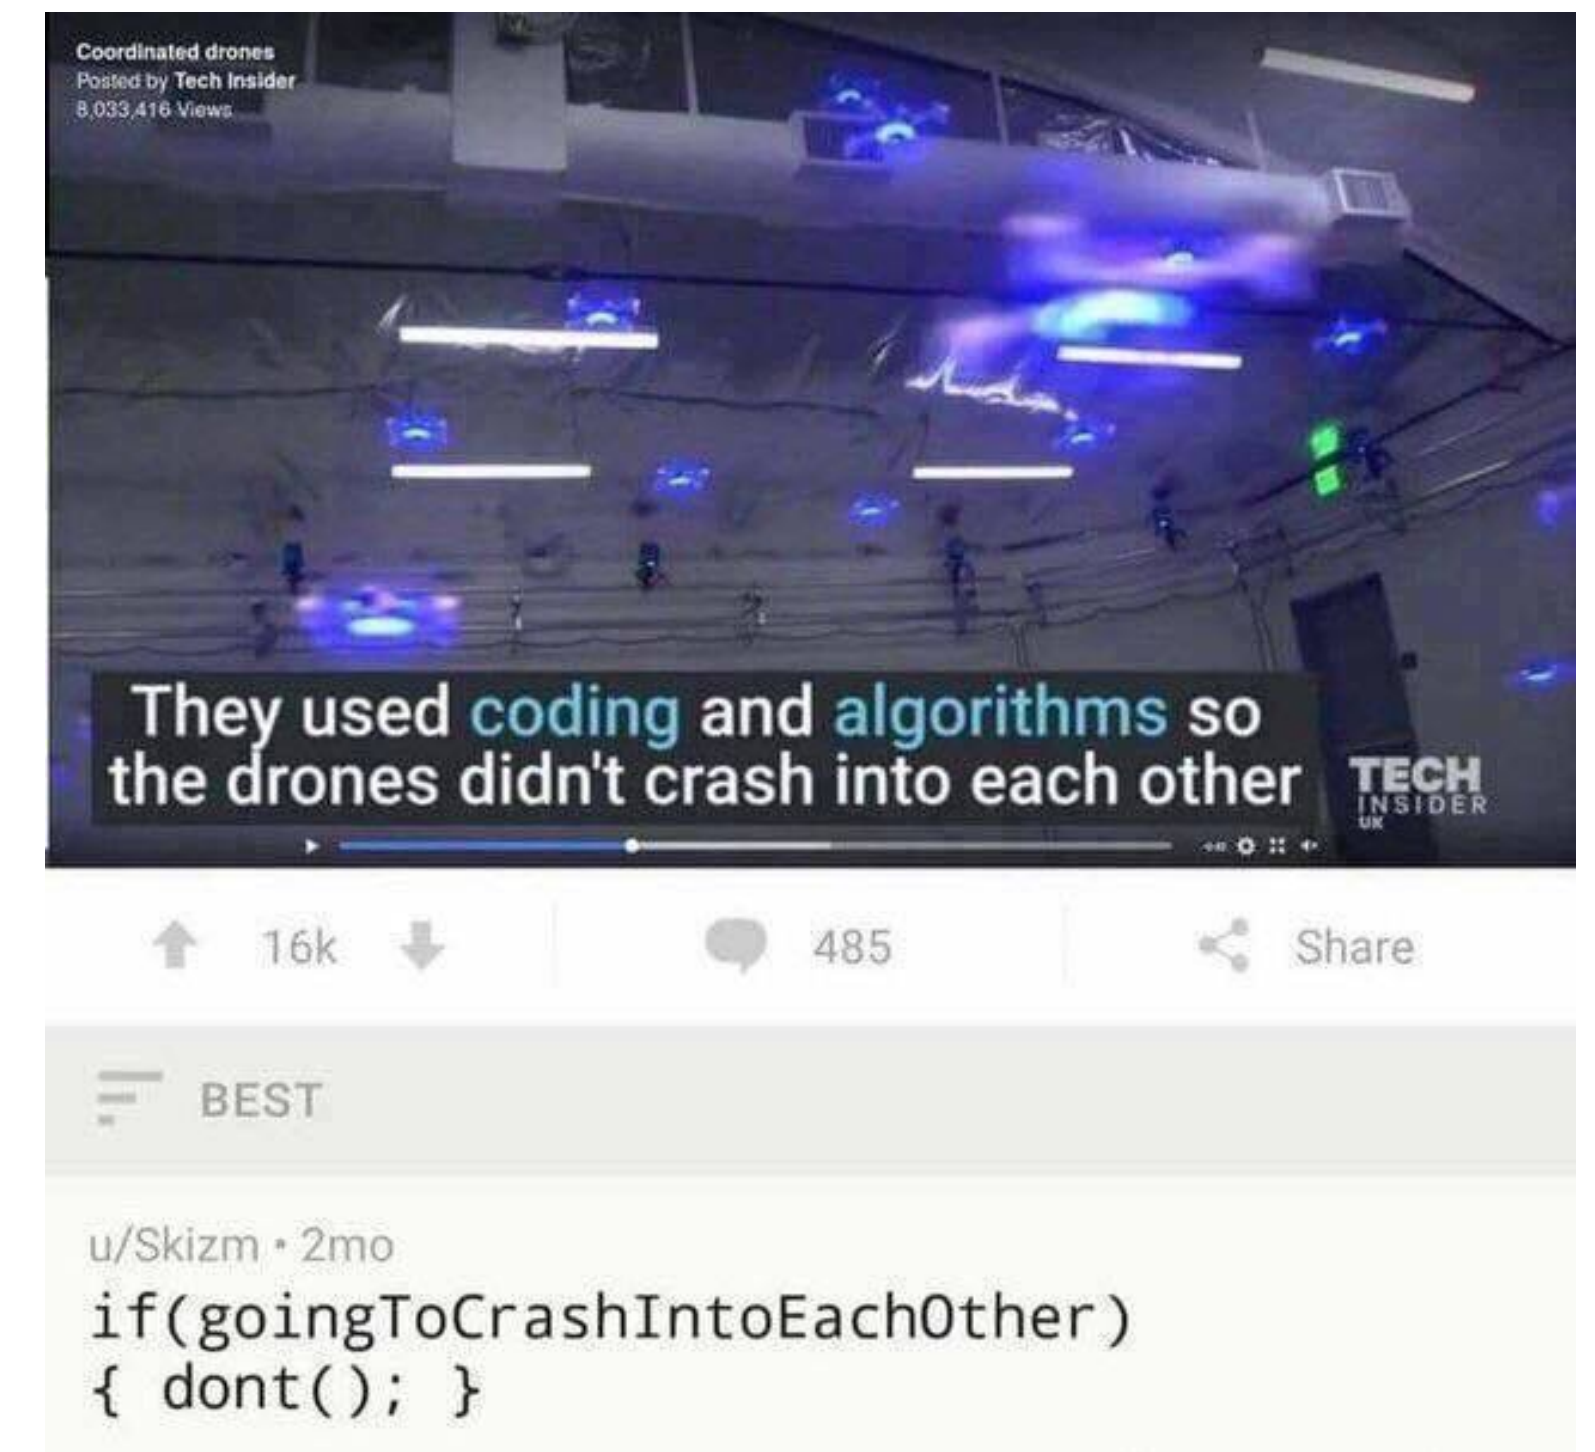 Coordinated drones
Posted by Tech Insider
8,033,416 Views
They used coding and algorithms so
the drones didn't crash into each other
TECH
INSIDER
UK
16k
485
Share
BEST
u/Skizm • 2mo
if(goingToCrashIntoEachOther)
{ dont(); }